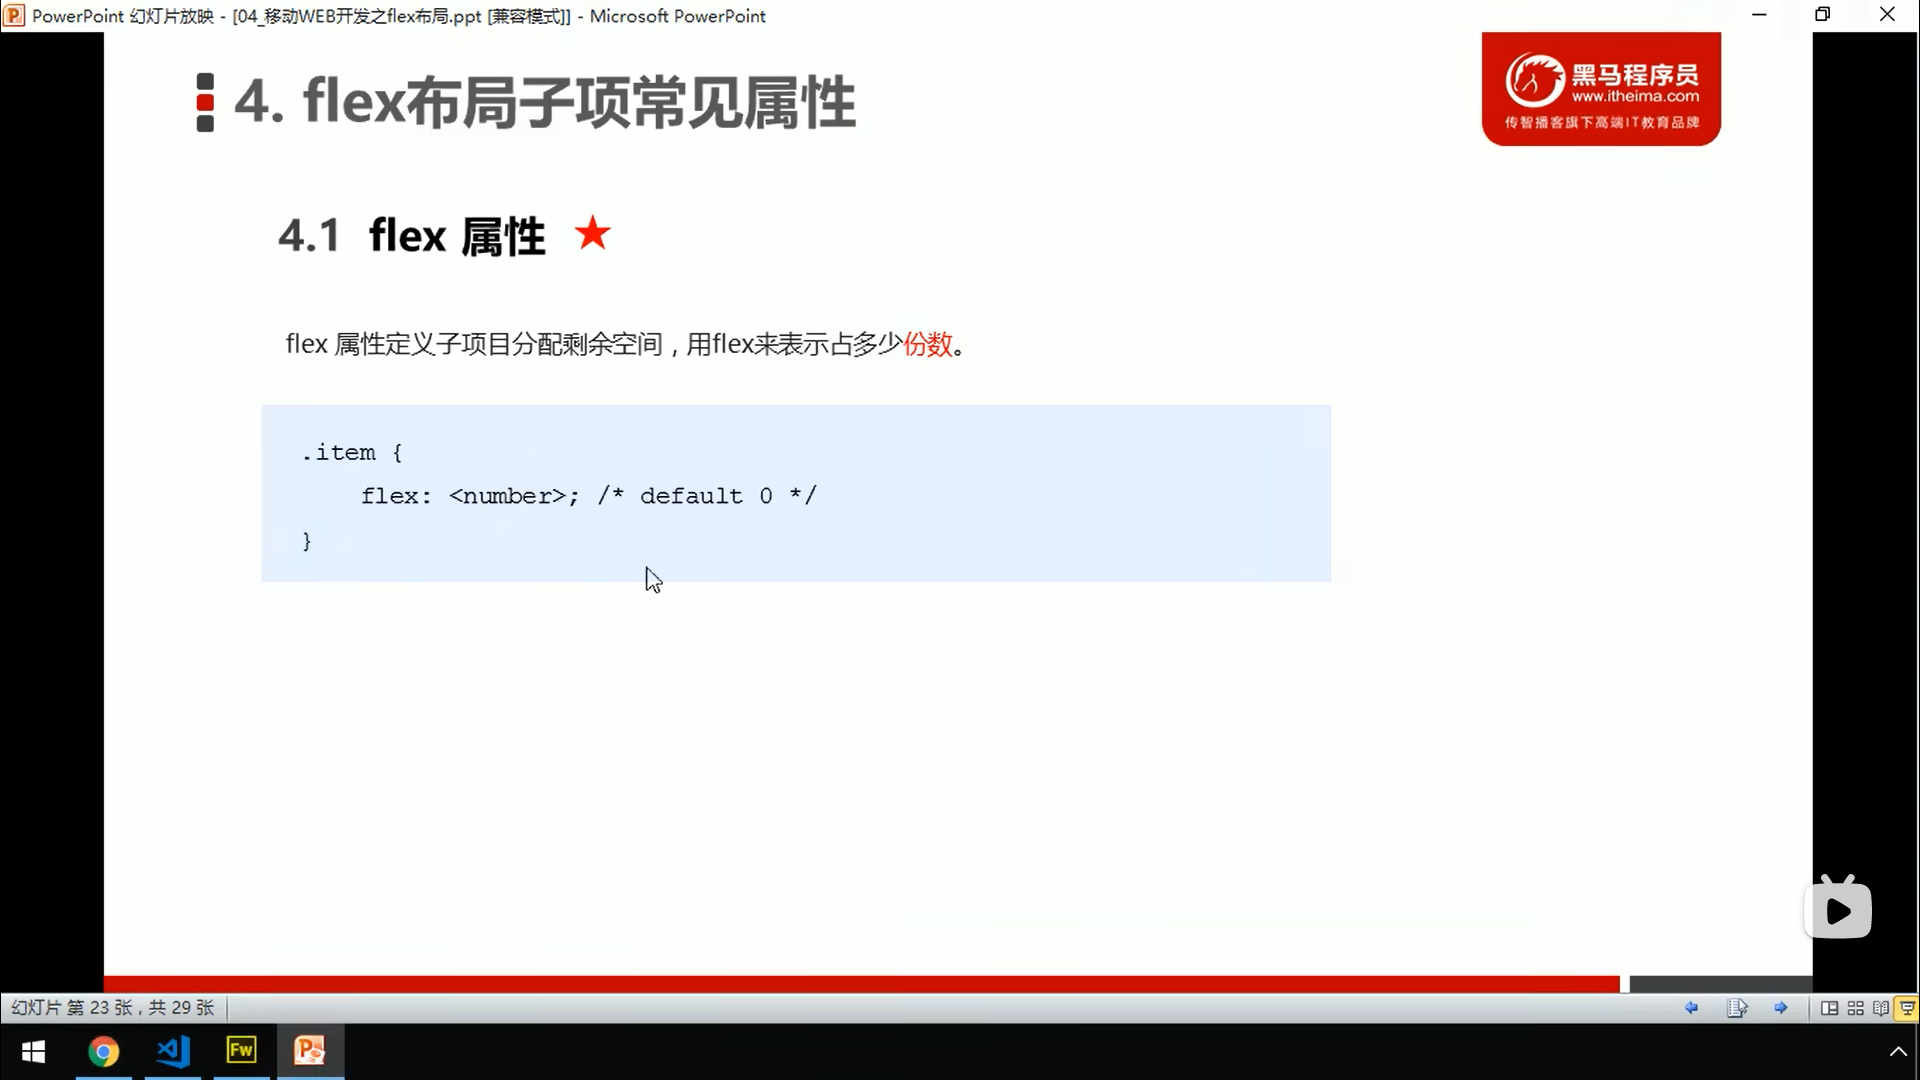 PowerPoint 幻灯片放映 - [04_移动WEB开发之flex布局.ppt [兼容模式]] - Microsoft PowerPoint
4. flex布局子项常见属性
黑马程序员
www.itheima.com
传智播客旗下高端IT教育品牌
4.1 flex 属性
flex 属性定义子项目分配剩余空间，用flex来表示占多少份数。
.item {
flex: <number>; /* default 0 */
}
幻灯片 第 23 张，共 29 张
Fw